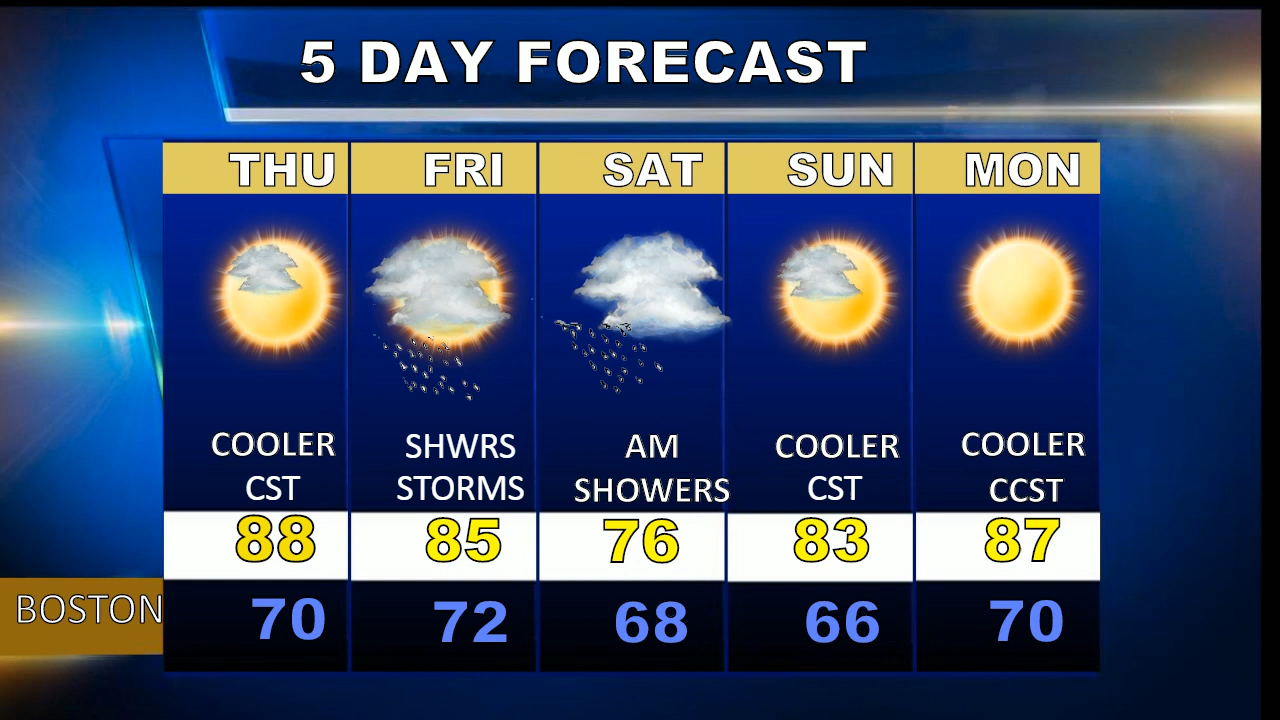 5 DAY FORECAST
THU FRI SAT SUN MON
COOLER CST
SHWRS STORMS
AM SHOWERS
COOLER CST
COOLER CCST
88 85 76 83 87
BOSTON 70 72 68 66 70